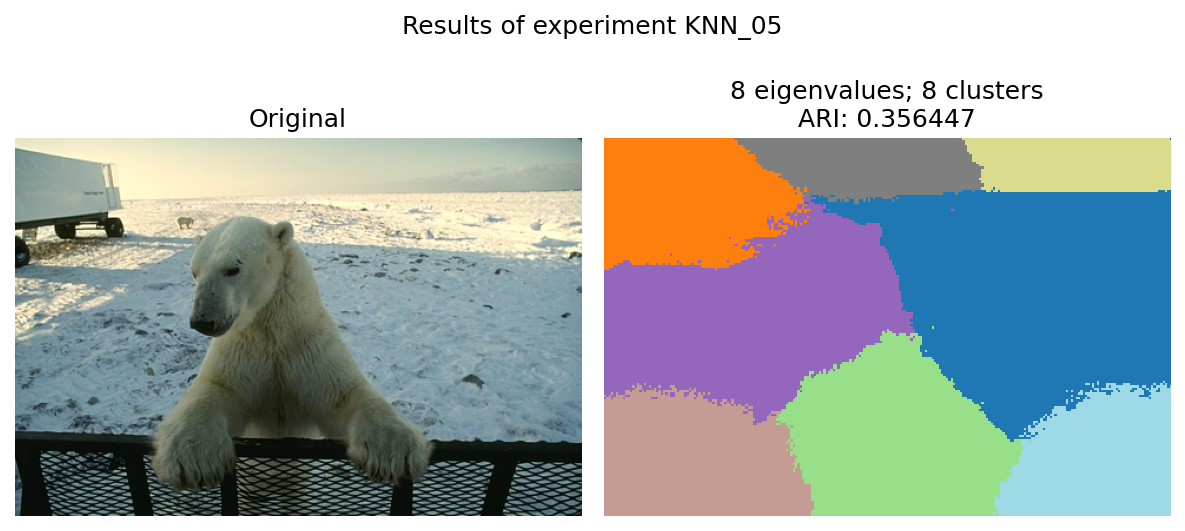 Results of experiment KNN_05
Original
8 eigenvalues; 8 clusters
ARI: 0.356447